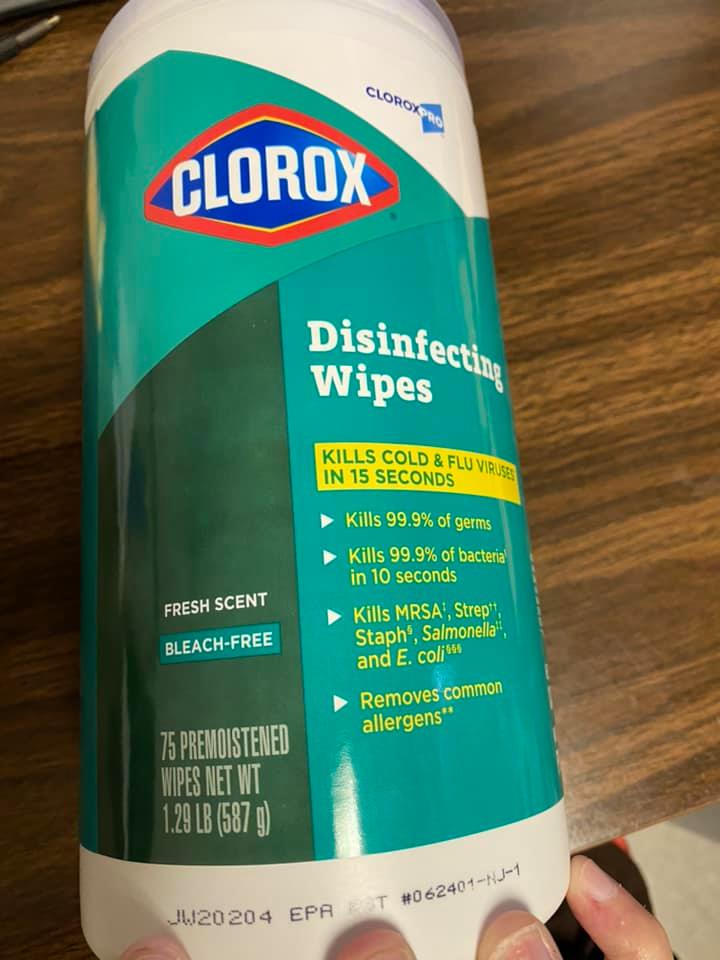 CLOROXPRO
CLOROX
Disinfecting
Wipes
KILLS COLD & FLU VIRUSES
IN 15 SECONDS
Kills 99.9% of germs
Kills 99.9% of bacteria†
in 10 seconds
Kills MRSA‡, Strep††,
Staph§, Salmonella‡‡,
and E. coli§§§
Removes common
allergens**
FRESH SCENT
BLEACH-FREE
75 PREMOISTENED
WIPES NET WT
1.29 LB (587 g)
JW20204 EPA #062401-NJ-1